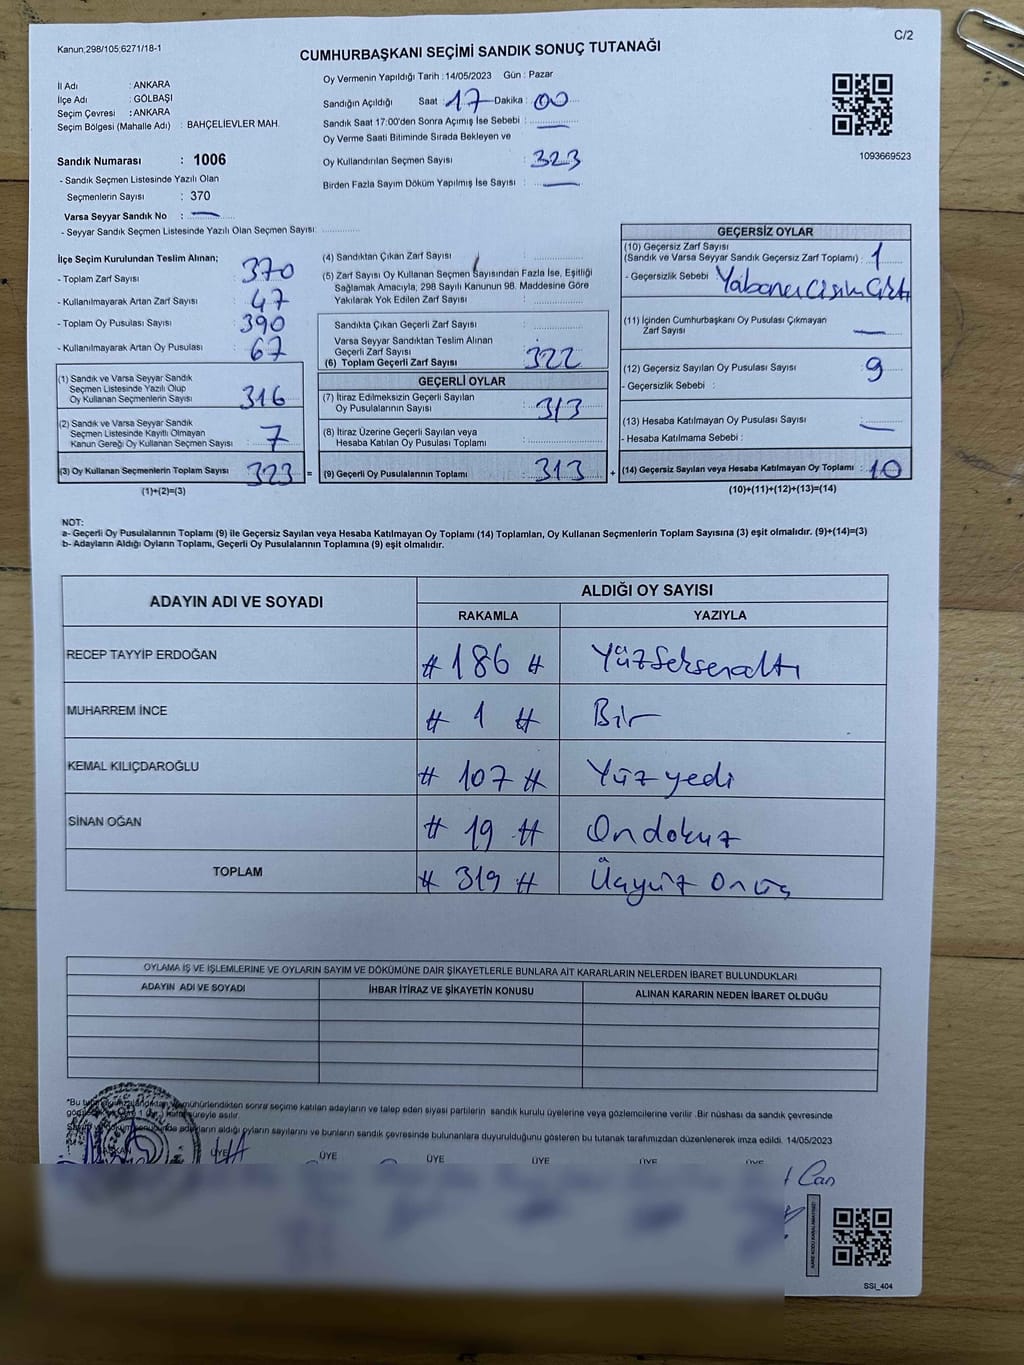 Kanun;298/105;6271/18-1
C/2
CUMHURBAŞKANI SEÇİMİ SANDIK SONUÇ TUTANAĞI
İl Adı : ANKARA
İlçe Adı : GÖLBAŞI
Seçim Çevresi : ANKARA
Seçim Bölgesi (Mahalle Adı) : BAHÇELİEVLER MAH.
Sandık Numarası : 1006
- Sandık Seçmen Listesinde Yazılı Olan
Seçmenlerin Sayısı : 370
Varsa Seyyar Sandık No :
- Seyyar Sandık Seçmen Listesinde Yazılı Olan Seçmen Sayısı:
Oy Vermenin Yapıldığı Tarih : 14/05/2023 Gün : Pazar
Sandığın Açıldığı Saat 17 Dakika : 00
Sandık Saat 17:00'den Sonra Açmış İse Sebebi :
Oy Verme Saati Bitiminde Sırada Bekleyen ve
Oy Kullandırılan Seçmen Sayısı : 323
Birden Fazla Sayım Döküm Yapılmış İse Sayısı :
1093669523
İlçe Seçim Kurulundan Teslim Alınan;
- Toplam Zarf Sayısı : 370
- Kullanılmayarak Artan Zarf Sayısı : 47
- Toplam Oy Pusulası Sayısı : 390
- Kullanılmayarak Artan Oy Pusulası : 67
(1) Sandık ve Varsa Seyyar Sandık
Seçmen Listesinde Yazılı Olup
Oy Kullanan Seçmenlerin Sayısı : 316
(2) Sandık ve Varsa Seyyar Sandık
Seçmen Listesinde Kayıtlı Olmayan
Kanun Gereği Oy Kullanan Seçmen Sayısı : 7
(3) Oy Kullanan Seçmenlerin Toplam Sayısı : 323 =
(1)+(2)=(3)
(4) Sandıktan Çıkan Zarf Sayısı :
(5) Zarf Sayısı Oy Kullanan Seçmen Sayısından Fazla İse, Eşitliği
Sağlamak Amacıyla, 298 Sayılı Kanunun 98. Maddesine Göre
Yakılarak Yok Edilen Zarf Sayısı :
Sandıkta Çıkan Geçerli Zarf Sayısı :
Varsa Seyyar Sandıktan Teslim Alınan
Geçerli Zarf Sayısı :
(6) Toplam Geçerli Zarf Sayısı : 322
GEÇERLİ OYLAR
(7) İtiraz Edilmeksizin Geçerli Sayılan
Oy Pusulalarının Sayısı : 313
(8) İtiraz Üzerine Geçerli Sayılan veya
Hesaba Katılan Oy Pusulası Toplamı :
(9) Geçerli Oy Pusulalarının Toplamı : 313 +
GEÇERSİZ OYLAR
(10) Geçersiz Zarf Sayısı
(Sandık ve Varsa Seyyar Sandık Geçersiz Zarf Toplamı) : 1
- Geçersizlik Sebebi : Yabancı Cisim Çıktı
(11) İçinden Cumhurbaşkanı Oy Pusulası Çıkmayan
Zarf Sayısı :
(12) Geçersiz Sayılan Oy Pusulası Sayısı : 9
- Geçersizlik Sebebi :
(13) Hesaba Katılmayan Oy Pusulası Sayısı :
- Hesaba Katılmama Sebebi :
(14) Geçersiz Sayılan veya Hesaba Katılmayan Oy Toplamı : 10
(10)+(11)+(12)+(13)=(14)
NOT:
a- Geçerli Oy Pusulalarının Toplamı (9) ile Geçersiz Sayılan veya Hesaba Katılmayan Oy Toplamı (14) Toplamları, Oy Kullanan Seçmenlerin Toplam Sayısına (3) eşit olmalıdır. (9)+(14)=(3)
b- Adayların Aldığı Oyların Toplamı, Geçerli Oy Pusulalarının Toplamına (9) eşit olmalıdır.
ADAYIN ADI VE SOYADI
ALDIĞI OY SAYISI
RAKAMLA YAZIYLA
RECEP TAYYİP ERDOĞAN # 186 # Yüzseksenaltı
MUHARREM İNCE # 1 # Bir
KEMAL KILIÇDAROĞLU # 107 # Yüzyedi
SİNAN OĞAN # 19 # Ondokuz
TOPLAM # 319 # Üçyüz Onüç
OYLAMA İŞ VE İŞLEMLERİNE VE OYLARIN SAYIM VE DÖKÜMÜNE DAİR ŞİKAYETLERLE BUNLARA AİT KARARLARIN NELERDEN İBARET BULUNDUKLARI
ADAYIN ADI VE SOYADI İHBAR İTİRAZ VE ŞİKAYETİN KONUSU ALINAN KARARIN NEDEN İBARET OLDUĞU
*Bu mühürlendikten sonra seçime katılan adayların ve talep eden siyasi partilerin sandık kurulu üyelerine veya gözlemcilerine verilir .Bir nüshası da sandık çevresinde
süreyle asılır.
adayların aldığı oyların sayılarını ve bunların sandık çevresinde bulunanlara duyurulduğunu gösteren bu tutanak tarafımızdan düzenlenerek imza edildi. 14/05/2023
ÜYE ÜYE ÜYE ÜYE ÜYE ÜYE
Can
SSİ_404